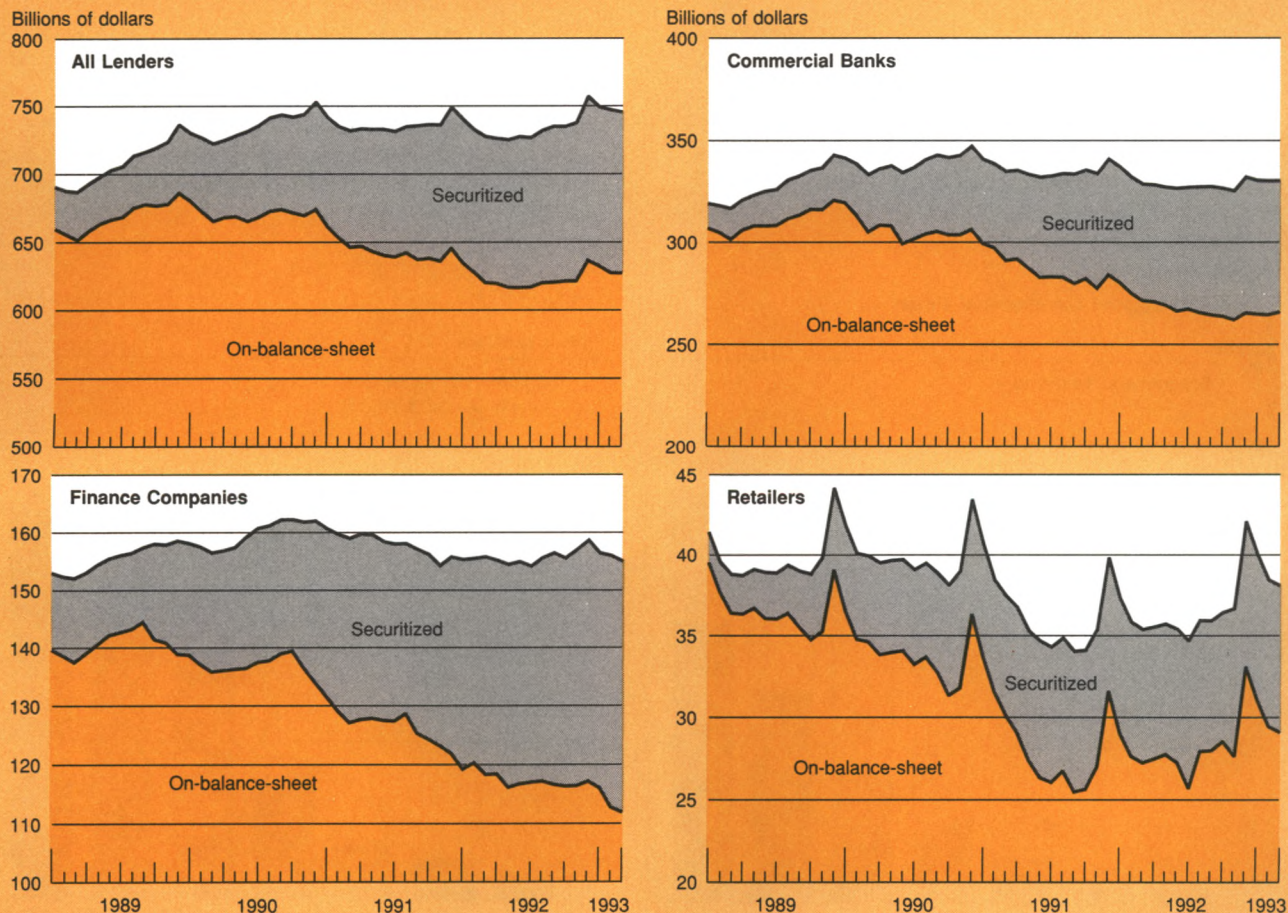 Billions of dollars
800
All Lenders
750
700
Securitized
650
600
On-balance-sheet
550
500
Billions of dollars
400
Commercial Banks
350
Securitized
300
On-balance-sheet
250
200
170
Finance Companies
160
150
Securitized
140
130
120
On-balance-sheet
110
100
1989 1990 1991 1992 1993
45
Retailers
40
35
Securitized
30
On-balance-sheet
25
20
1989 1990 1991 1992 1993